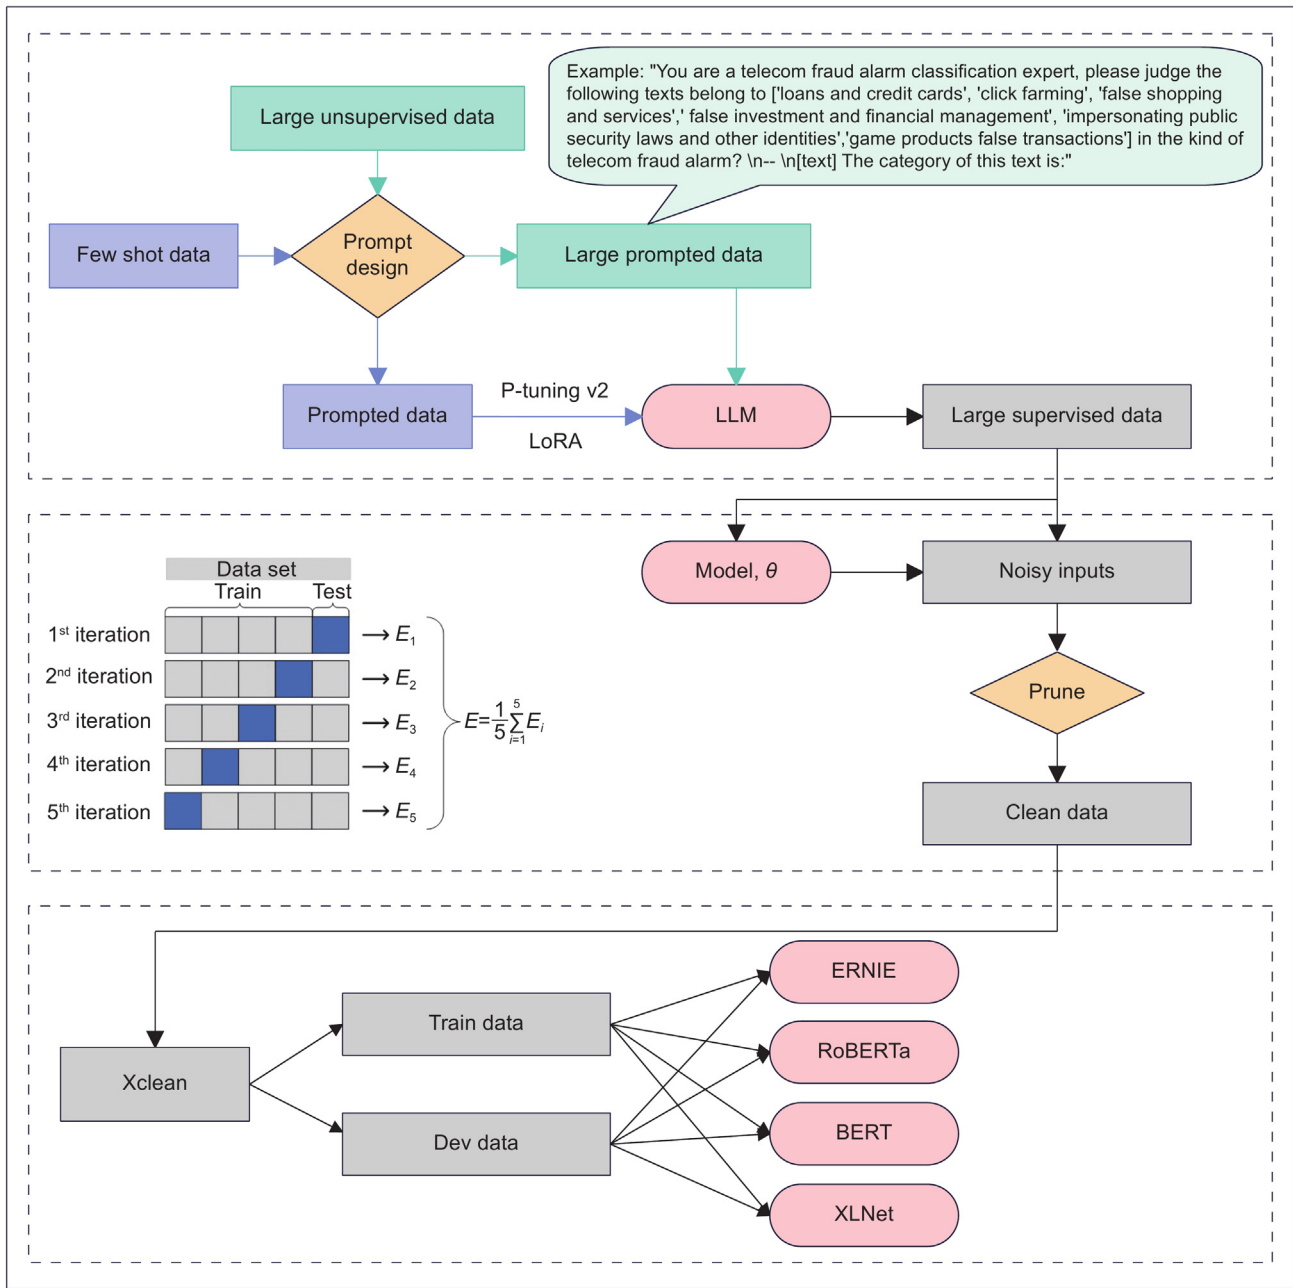 Example: "You are a telecom fraud alarm classification expert, please judge the
following texts belong to ['loans and credit cards', 'click farming', 'false shopping
and services',' false investment and financial management', 'impersonating public
security laws and other identities','game products false transactions'] in the kind of
telecom fraud alarm? \n-- \n[text] The category of this text is:"
Large unsupervised data
Few shot data
Prompt
design
Large prompted data
Prompted data
P-tuning v2
LoRA
LLM
Large supervised data
Data set
Train
Test
1st iteration
E1
2nd iteration
E2
3rd iteration
E3
4th iteration
E4
5th iteration
E5
E=1/5 5∑i=1 Ei
Model, θ
Noisy inputs
Prune
Clean data
Xclean
Train data
Dev data
ERNIE
RoBERTa
BERT
XLNet